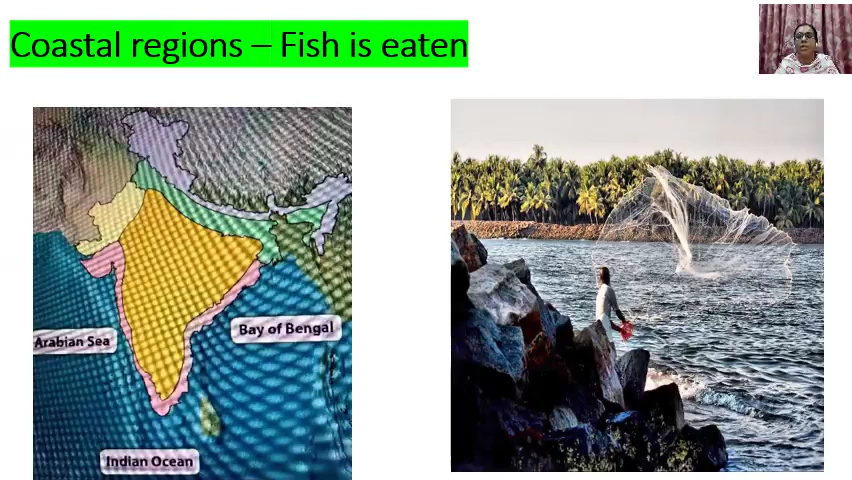 Coastal regions – Fish is eaten
Arabian Sea
Bay of Bengal
Indian Ocean